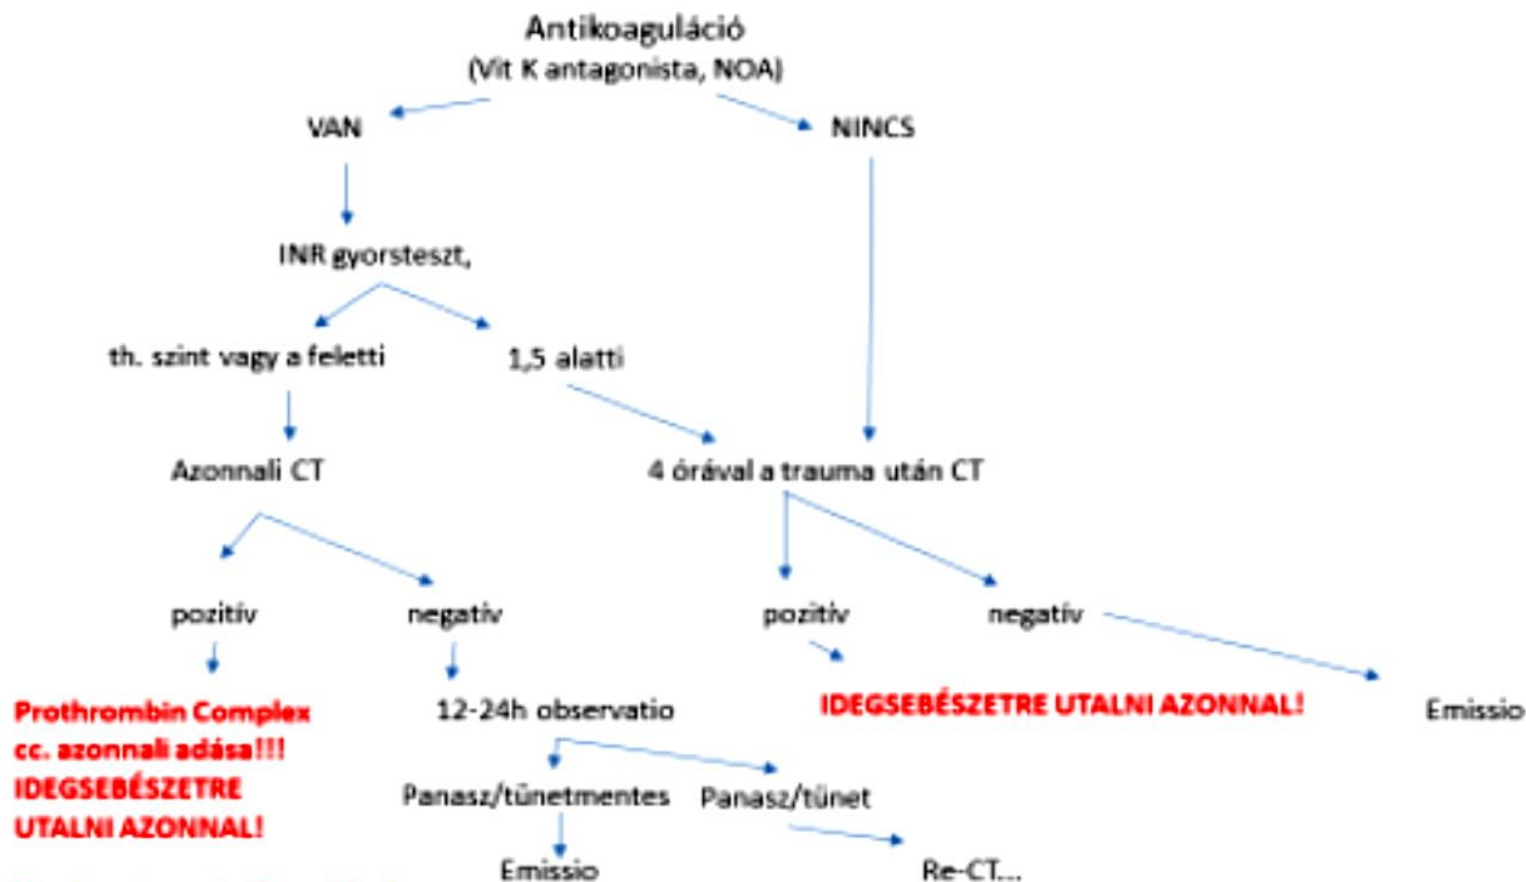 Antikoaguláció
(Vit K antagonista, NOA)
VAN
NINCS
INR gyorsteszt,
th. szint vagy a feletti
1,5 alatti
Azonnali CT
4 órával a trauma után CT
pozitív
negatív
pozitív
negatív
Prothrombin Complex
cc. azonnali adása!!!
IDEGSEBÉSZETRE
UTALNI AZONNAL!
12-24h observatio
IDEGSEBÉSZETRE UTALNI AZONNAL!
Emissio
Panasz/tünetmentes
Panasz/tünet
Emissio
Re-CT...